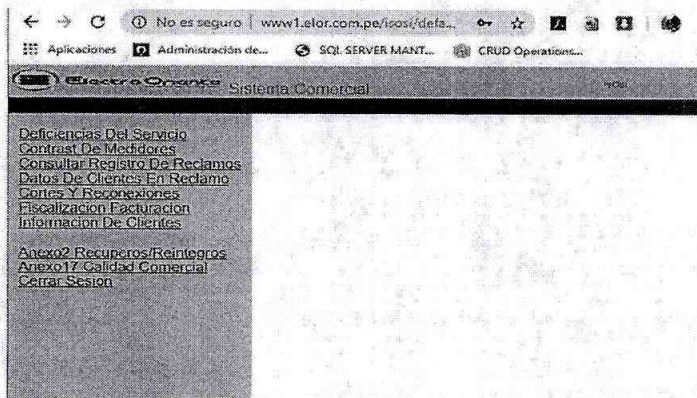 No es seguro | www1.elor.com.pe/isosi/defa...
Aplicaciones Administración de... SQL SERVER MANT... CRUD Operations...
Electro Oriente Sistema Comercial
Deficiencias Del Servicio
Contrast De Medidores
Consultar Registro De Reclamos
Datos De Clientes En Reclamo
Cortes Y Reconexiones
Fiscalizacion Facturacion
Informacion De Clientes
Anexo2 Recuperos/Reintegros
Anexo17 Calidad Comercial
Cerrar Sesion